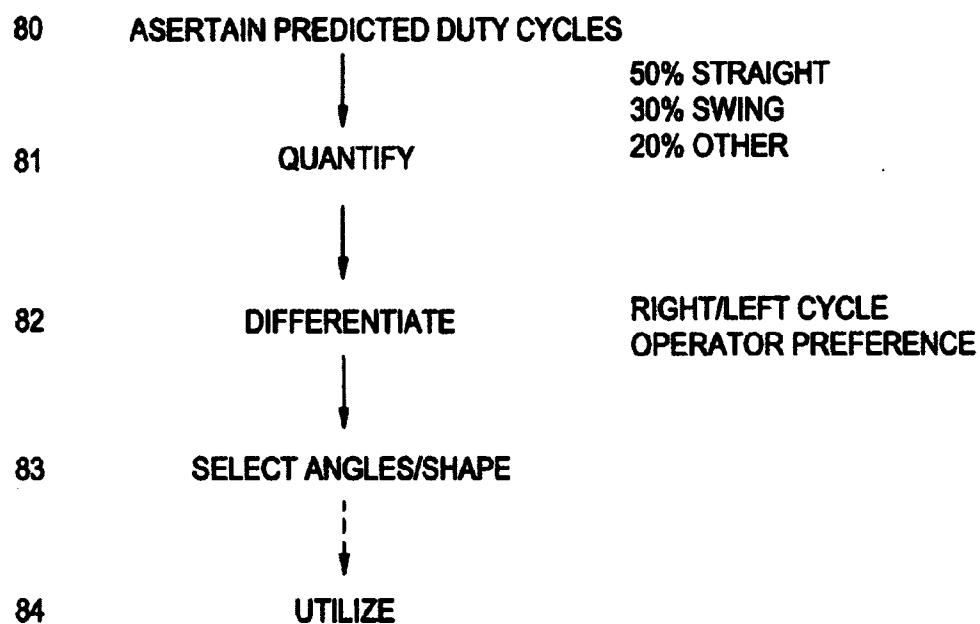 80 ASERTAIN PREDICTED DUTY CYCLES
50% STRAIGHT
30% SWING
20% OTHER
81 QUANTIFY
82 DIFFERENTIATE
RIGHT/LEFT CYCLE
OPERATOR PREFERENCE
83 SELECT ANGLES/SHAPE
84 UTILIZE